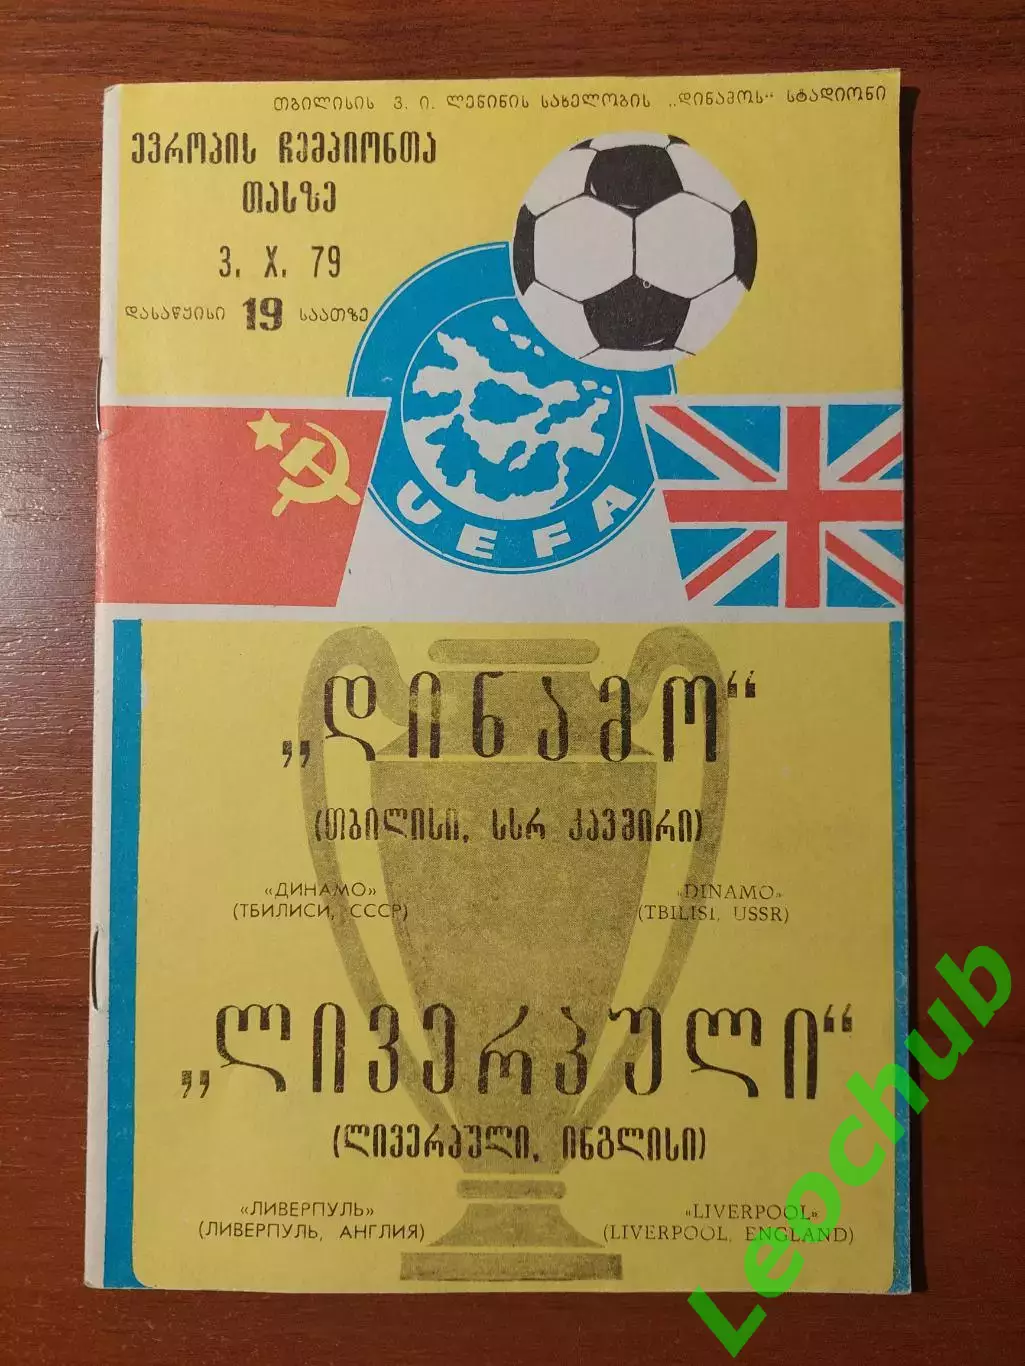 თბილისის ვ. ი. ლენინის სახელობის „დინამოს“ სტადიონი
ევროპის ჩემპიონთა
თასზე
3. X. 79
დასაწყისი 19 საათზე
UEFA
„დინამო“
(თბილისი, სსრ კავშირი)
«ДИНАМО»
(ТБИЛИСИ, СССР)
«DINAMO»
(TBILISI, USSR)
„ლივერპული“
(ლივერპული, ინგლისი)
«ЛИВЕРПУЛЬ»
(ЛИВЕРПУЛЬ, АНГЛИЯ)
«LIVERPOOL»
(LIVERPOOL, ENGLAND)
Leochub